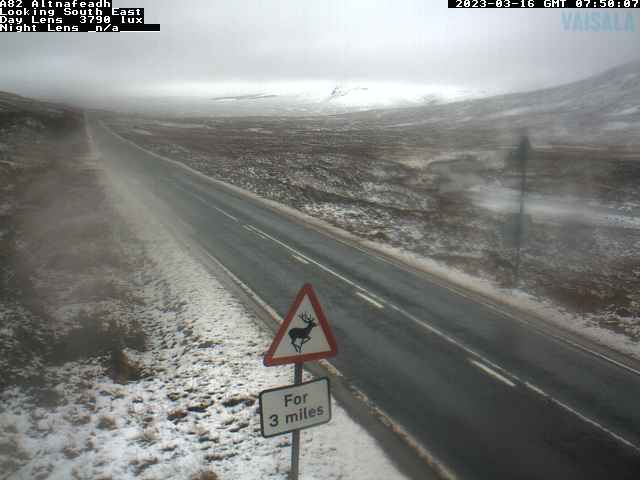 A82 Altnafeadh
Looking South East
Day Lens 3790 lux
Night Lens _n/a
2023-03-16 GMT 07:50:07
VAISALA
For
3 miles